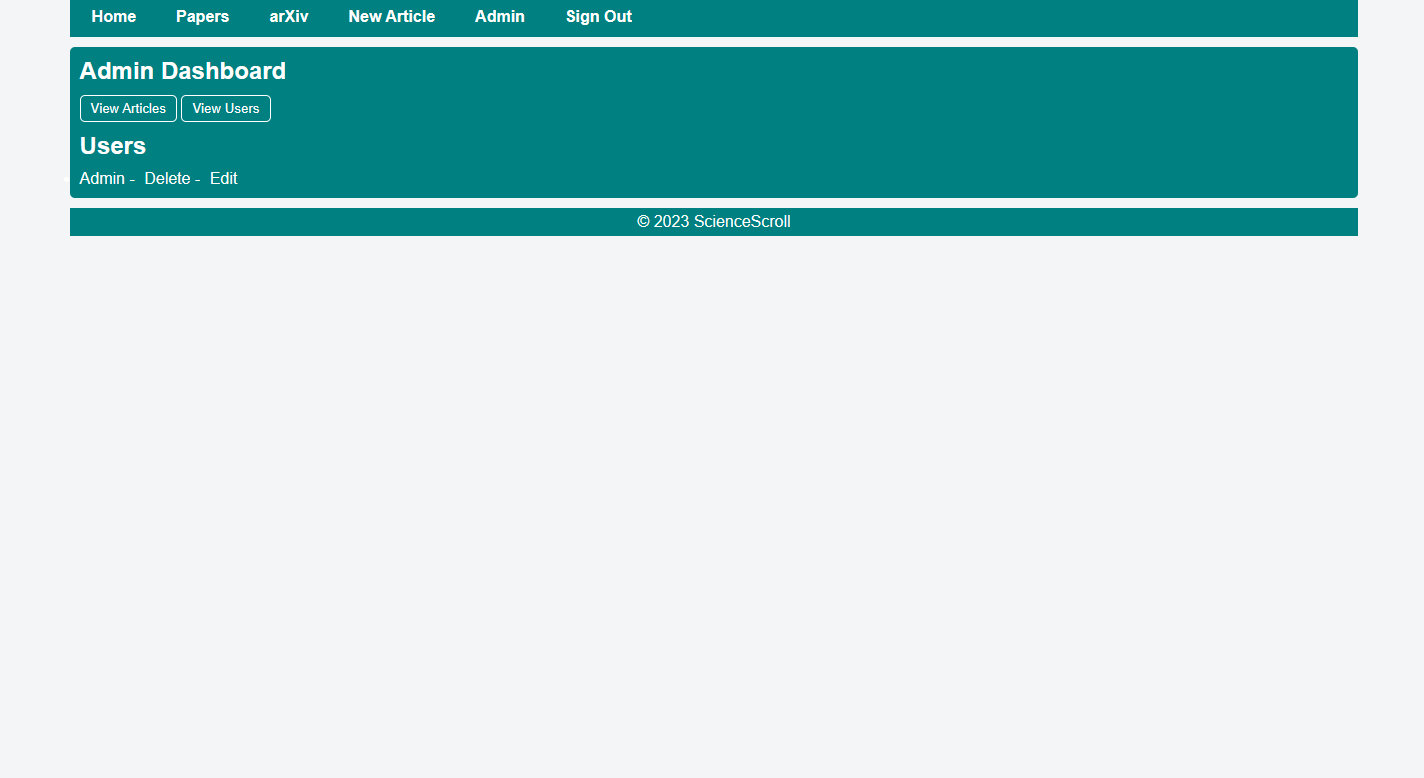 Home Papers arXiv New Article Admin Sign Out
Admin Dashboard
View Articles View Users
Users
Admin - Delete - Edit
© 2023 ScienceScroll